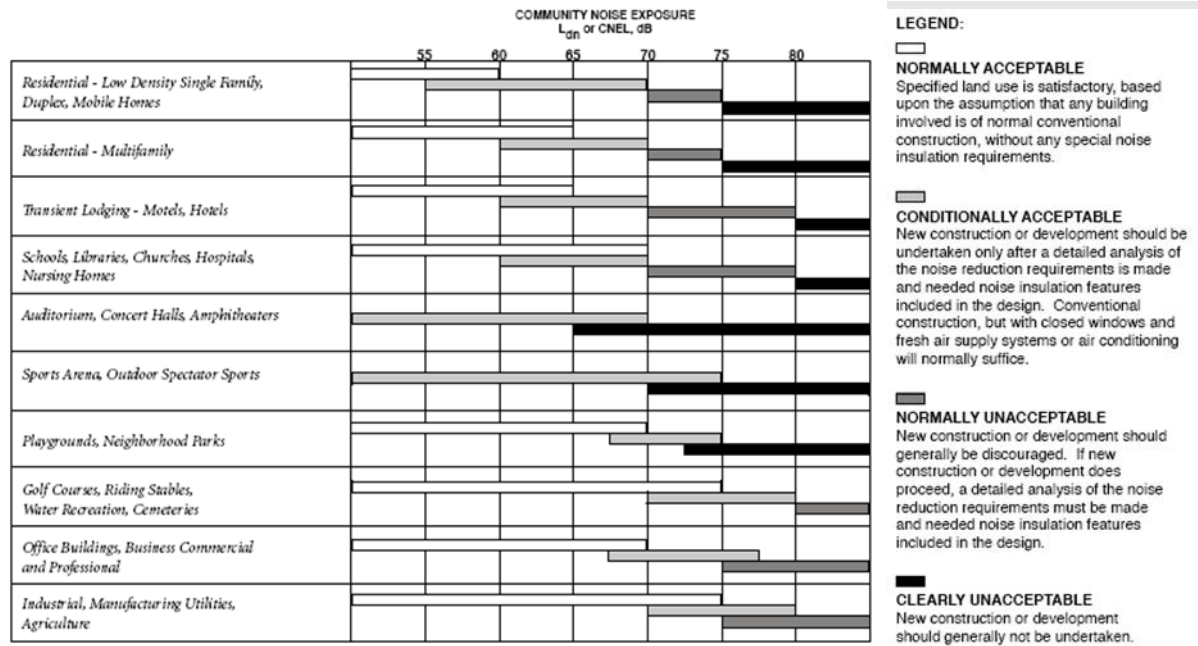 COMMUNITY NOISE EXPOSURE
Ldn or CNEL, dB
55 60 65 70 75 80
Residential - Low Density Single Family,
Duplex, Mobile Homes
Residential - Multifamily
Transient Lodging - Motels, Hotels
Schools, Libraries, Churches, Hospitals,
Nursing Homes
Auditorium, Concert Halls, Amphitheaters
Sports Arena, Outdoor Spectator Sports
Playgrounds, Neighborhood Parks
Golf Courses, Riding Stables,
Water Recreation, Cemeteries
Office Buildings, Business Commercial
and Professional
Industrial, Manufacturing Utilities,
Agriculture
LEGEND:
NORMALLY ACCEPTABLE
Specified land use is satisfactory, based
upon the assumption that any building
involved is of normal conventional
construction, without any special noise
insulation requirements.
CONDITIONALLY ACCEPTABLE
New construction or development should be
undertaken only after a detailed analysis of
the noise reduction requirements is made
and needed noise insulation features
included in the design. Conventional
construction, but with closed windows and
fresh air supply systems or air conditioning
will normally suffice.
NORMALLY UNACCEPTABLE
New construction or development should
generally be discouraged. If new
construction or development does
proceed, a detailed analysis of the noise
reduction requirements must be made
and needed noise insulation features
included in the design.
CLEARLY UNACCEPTABLE
New construction or development
should generally not be undertaken.